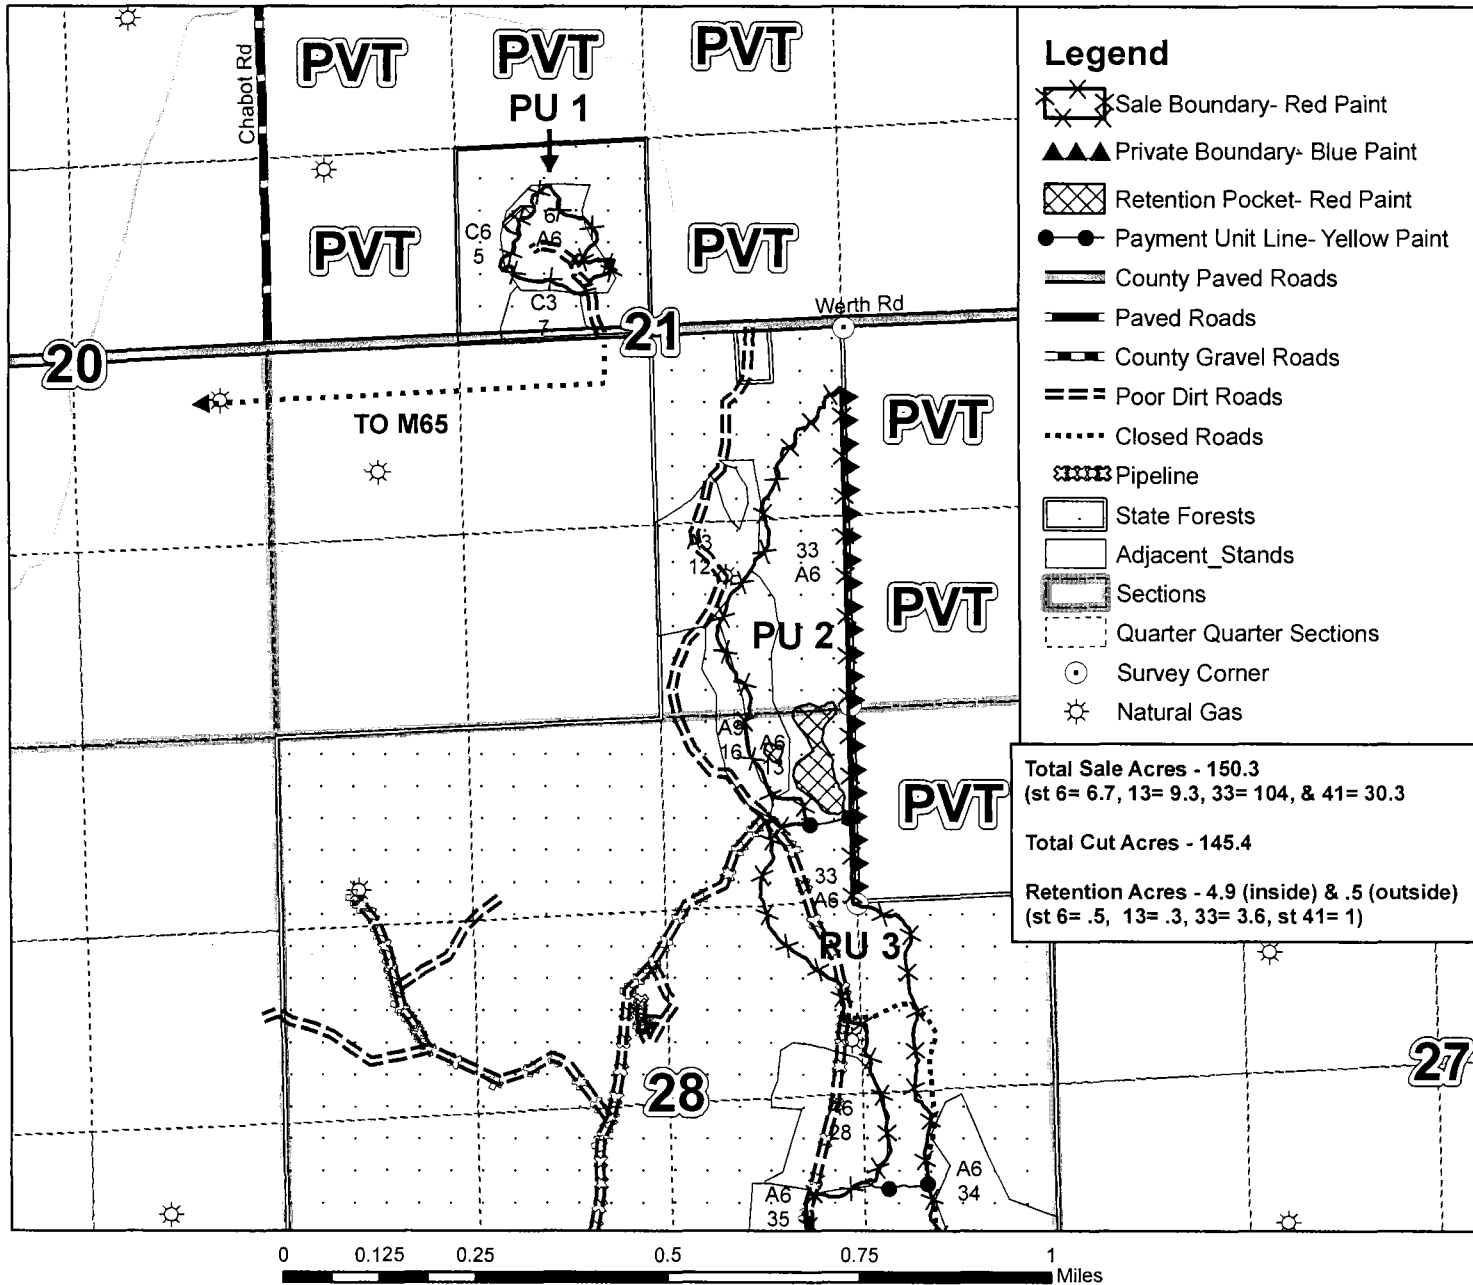 PVT
PVT
PVT
Chabot Rd
PU 1
6
A6
C6
5
PVT
PVT
C3
7
Werth Rd
20
21
TO M65
PVT
A3
12
33
A6
PVT
PU 2
A9
16
A6
13
PVT
33
A6
PU 3
28
27
28
A6
34
A6
35
Legend
Sale Boundary- Red Paint
Private Boundary- Blue Paint
Retention Pocket- Red Paint
Payment Unit Line- Yellow Paint
County Paved Roads
Paved Roads
County Gravel Roads
Poor Dirt Roads
Closed Roads
Pipeline
State Forests
Adjacent_Stands
Sections
Quarter Quarter Sections
Survey Corner
Natural Gas
Total Sale Acres - 150.3
(st 6= 6.7, 13= 9.3, 33= 104, & 41= 30.3
Total Cut Acres - 145.4
Retention Acres - 4.9 (inside) & .5 (outside)
(st 6= .5, 13= .3, 33= 3.6, st 41= 1)
0 0.125 0.25 0.5 0.75 1
Miles